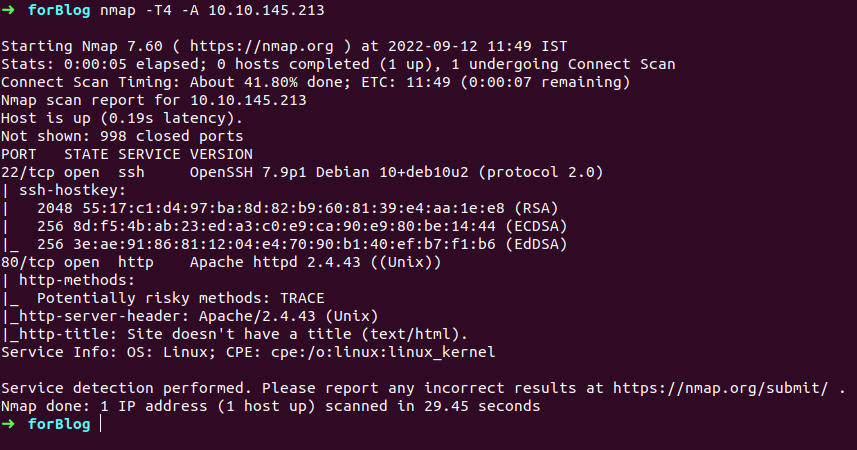 ➜  forBlog nmap -T4 -A 10.10.145.213

Starting Nmap 7.60 ( https://nmap.org ) at 2022-09-12 11:49 IST
Stats: 0:00:05 elapsed; 0 hosts completed (1 up), 1 undergoing Connect Scan
Connect Scan Timing: About 41.80% done; ETC: 11:49 (0:00:07 remaining)
Nmap scan report for 10.10.145.213
Host is up (0.19s latency).
Not shown: 998 closed ports
PORT   STATE SERVICE VERSION
22/tcp open  ssh     OpenSSH 7.9p1 Debian 10+deb10u2 (protocol 2.0)
| ssh-hostkey:
|   2048 55:17:c1:d4:97:ba:8d:82:b9:60:81:39:e4:aa:1e:e8 (RSA)
|   256 8d:f5:4b:ab:23:ed:a3:c0:e9:ca:90:e9:80:be:14:44 (ECDSA)
|_  256 3e:ae:91:86:81:12:04:e4:70:90:b1:40:ef:b7:f1:b6 (EdDSA)
80/tcp open  http    Apache httpd 2.4.43 ((Unix))
| http-methods:
|_  Potentially risky methods: TRACE
|_http-server-header: Apache/2.4.43 (Unix)
|_http-title: Site doesn't have a title (text/html).
Service Info: OS: Linux; CPE: cpe:/o:linux:linux_kernel

Service detection performed. Please report any incorrect results at https://nmap.org/submit/ .
Nmap done: 1 IP address (1 host up) scanned in 29.45 seconds
➜  forBlog